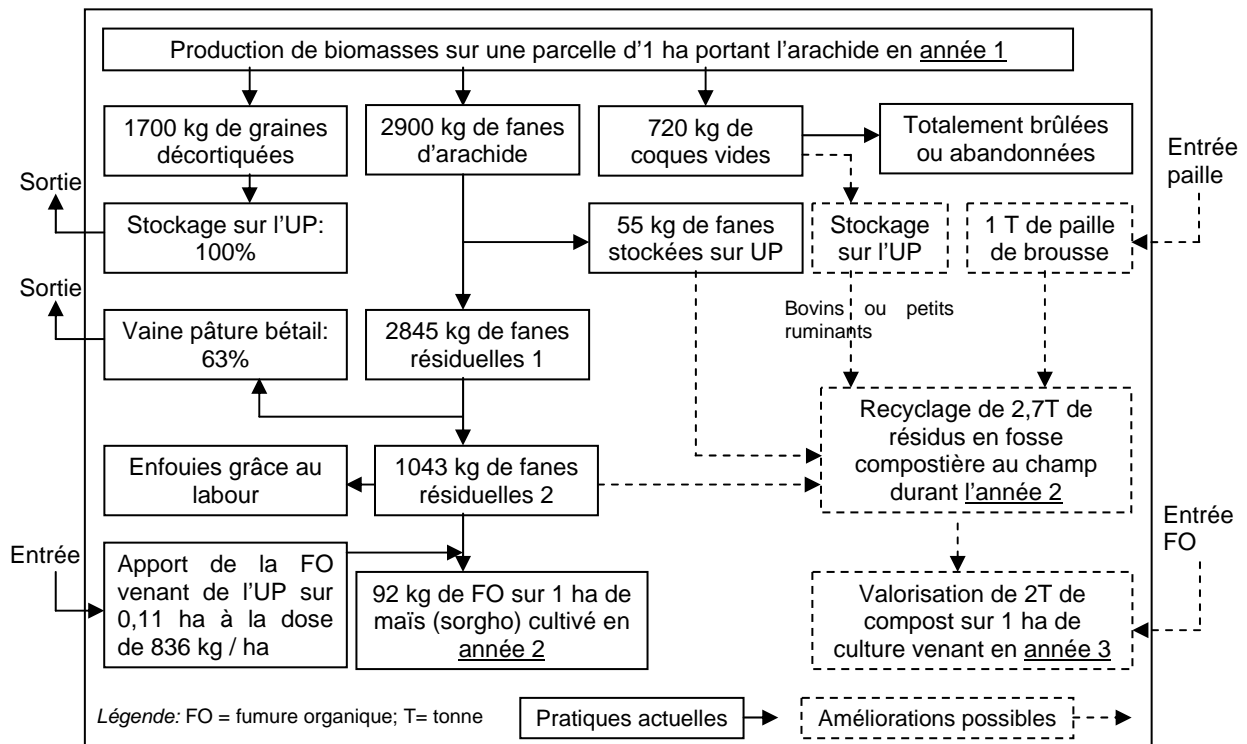 Production de biomasses sur une parcelle d'1 ha portant l'arachide en année 1
1700 kg de graines
décortiquées
2900 kg de fanes
d'arachide
720 kg de
coques vides
Totalement brûlées
ou abandonnées
Entrée
paille
Sortie
Stockage sur l'UP:
100%
55 kg de fanes
stockées sur UP
Stockage
sur l'UP
1 T de paille
de brousse
Sortie
Vaine pâture bétail:
63%
2845 kg de fanes
résiduelles 1
Bovins ou petits
ruminants
Recyclage de 2,7T de
résidus en fosse
compostière au champ
durant l'année 2
Enfouies grâce au
labour
1043 kg de fanes
résiduelles 2
Entrée
FO
Entrée
Apport de la FO
venant de l'UP sur
0,11 ha à la dose
de 836 kg / ha
92 kg de FO sur 1 ha de
maïs (sorgho) cultivé en
année 2
Valorisation de 2T de
compost sur 1 ha de
culture venant en année 3
Légende: FO = fumure organique; T= tonne
Pratiques actuelles
Améliorations possibles